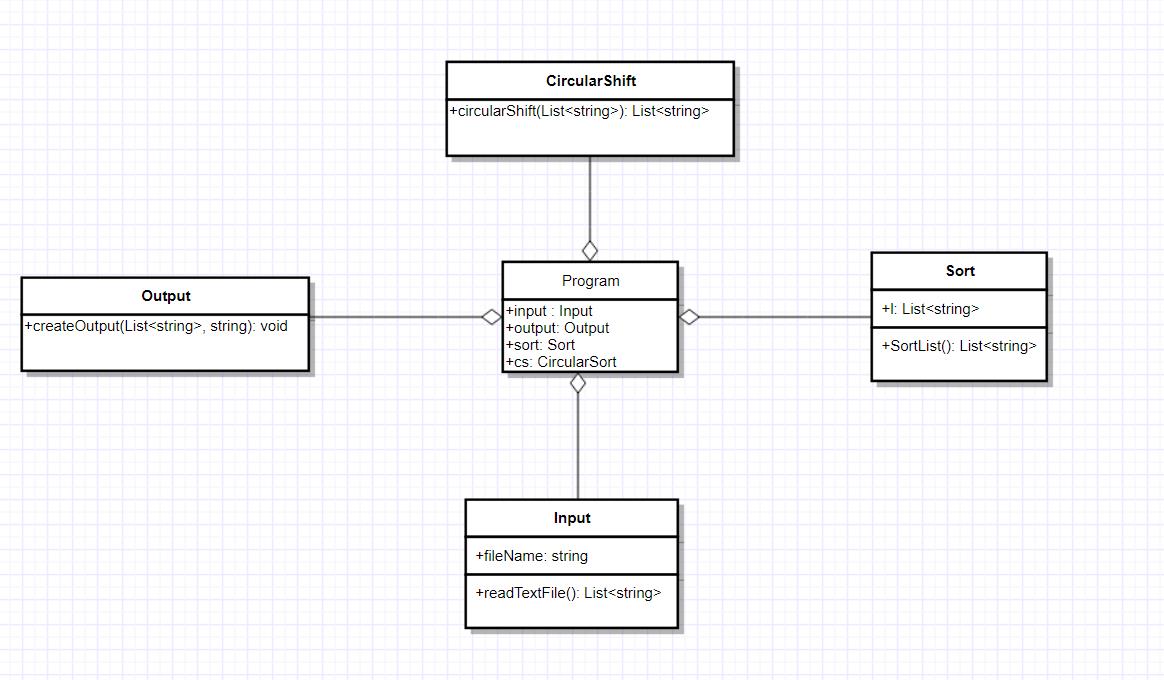 CircularShift
+circularShift(List<string>): List<string>
Output
+createOutput(List<string>, string): void
Program
+input : Input
+output: Output
+sort: Sort
+cs: CircularSort
Sort
+l: List<string>
+SortList(): List<string>
Input
+fileName: string
+readTextFile(): List<string>